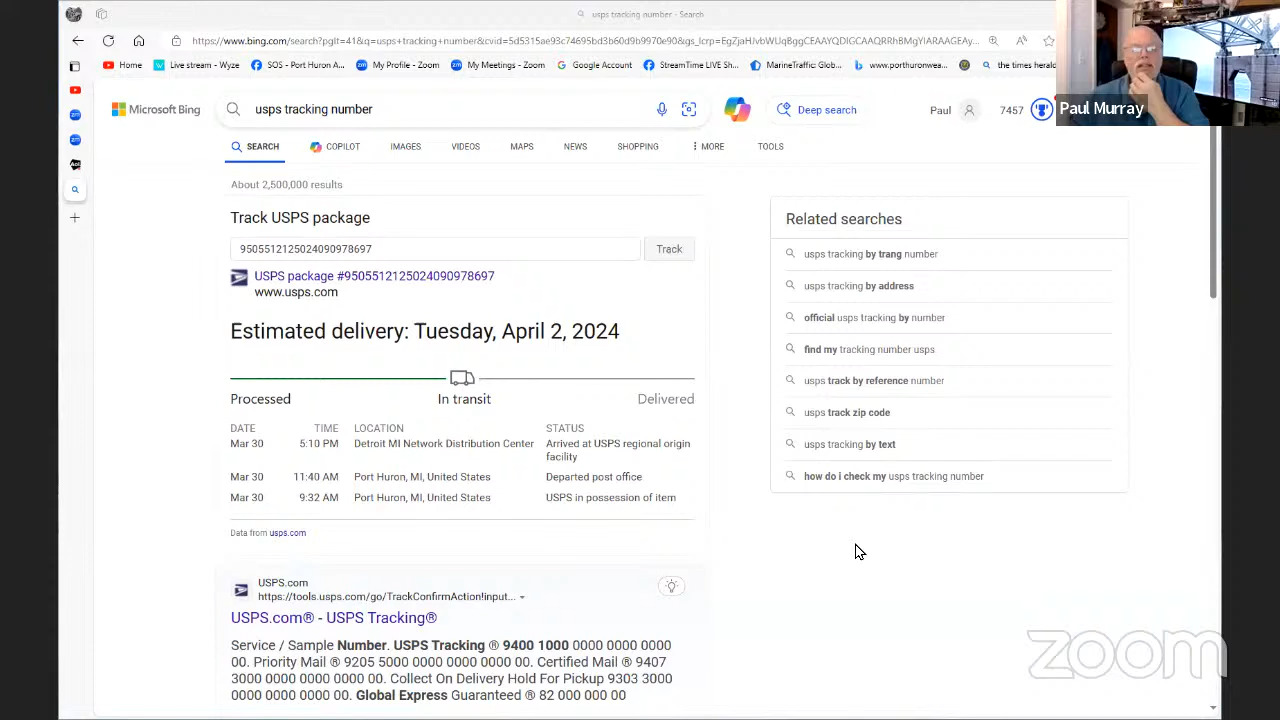 usps tracking number - Search
https://www.bing.com/search?pglt=41&q=usps+tracking+number&cvid=
Home
Live stream - Wyze
SOS - Port Huron A...
My Profile - Zoom
My Meetings - Zoom
Google Account
StreamTime LIVE Sh...
MarineTraffic: Glob...
www.porthuronwea...
the times herald
Paul Murray
Microsoft Bing
usps tracking number
Deep search
Paul
7457
SEARCH
COPILOT
IMAGES
VIDEOS
MAPS
NEWS
SHOPPING
MORE
TOOLS
About 2,500,000 results
Track USPS package
9505512125024090978697
Track
USPS package #9505512125024090978697
www.usps.com
Estimated delivery: Tuesday, April 2, 2024
Processed In transit Delivered
DATE TIME LOCATION STATUS
Mar 30 5:10 PM Detroit MI Network Distribution Center Arrived at USPS regional origin
facility
Mar 30 11:40 AM Port Huron, MI, United States Departed post office
Mar 30 9:32 AM Port Huron, MI, United States USPS in possession of item
Data from usps.com
Related searches
usps tracking by trang number
usps tracking by address
official usps tracking by number
find my tracking number usps
usps track by reference number
usps track zip code
usps tracking by text
how do i check my usps tracking number
USPS.com
https://tools.usps.com/go/TrackConfirmAction!input...
USPS.com® - USPS Tracking®
Service / Sample Number. USPS Tracking ® 9400 1000 0000 0000 0000
00. Priority Mail ® 9205 5000 0000 0000 0000 00. Certified Mail ® 9407
3000 0000 0000 0000 00. Collect On Delivery Hold For Pickup 9303 3000
0000 0000 0000 00. Global Express Guaranteed ® 82 000 000 00
zoom